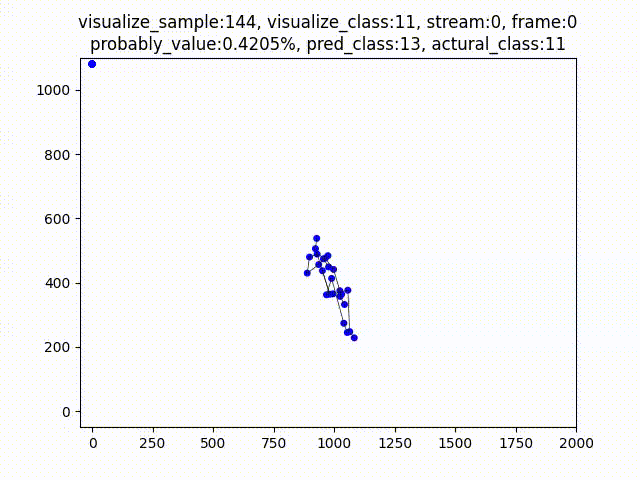 visualize_sample:144, visualize_class:11, stream:0, frame:0
probably_value:0.4205%, pred_class:13, actural_class:11
1000
800
600
400
200
0
0 250 500 750 1000 1250 1500 1750 2000